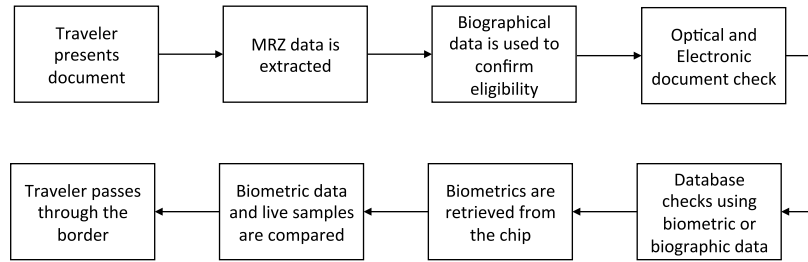 Traveler
presents
document
MRZ data is
extracted
Biographical
data is used to
confirm
eligibility
Optical and
Electronic
document check
Database
checks using
biometric or
biographic data
Biometrics are
retrieved from
the chip
Biometric data
and live samples
are compared
Traveler passes
through the
border